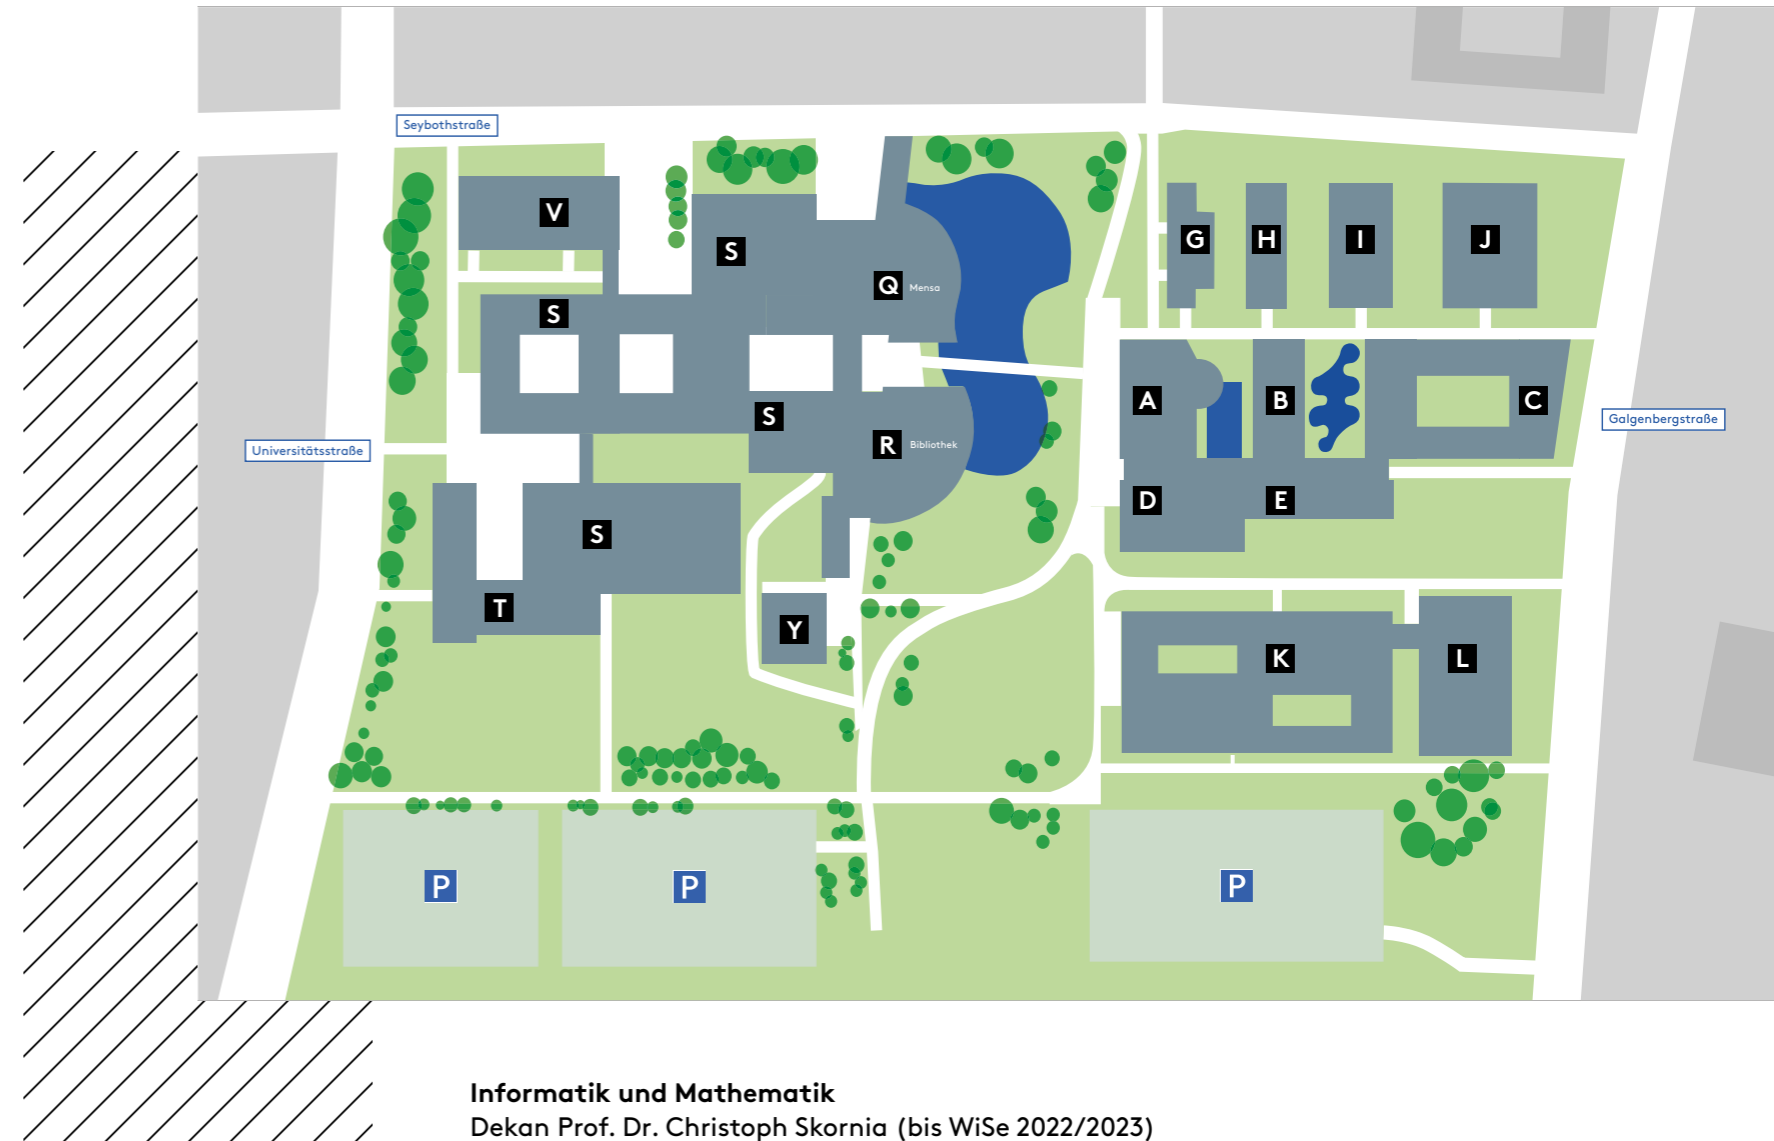 Seybothstraße
V
S
G
H
I
J
Q Mensa
S
A
B
C
S
Galgenbergstraße
R Bibliothek
Universitätsstraße
D
E
S
T
Y
K
L
P
P
P
Informatik und Mathematik
Dekan Prof. Dr. Christoph Skornia (bis WiSe 2022/2023)